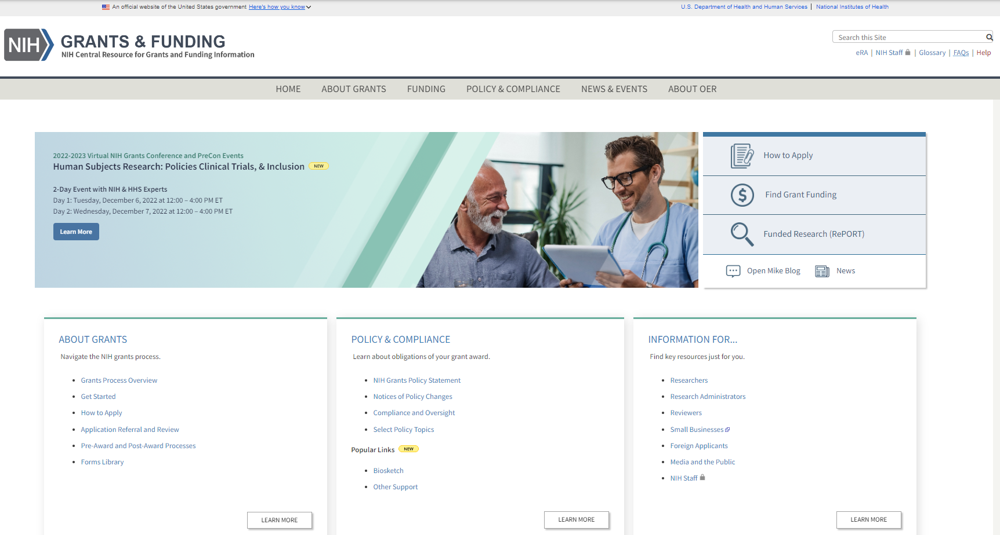 An official website of the United States government Here's how you know
U.S. Department of Health and Human Services | National Institutes of Health
NIH
GRANTS & FUNDING
NIH Central Resource for Grants and Funding Information
Search this Site
eRA | NIH Staff | Glossary | FAQs | Help
HOME ABOUT GRANTS FUNDING POLICY & COMPLIANCE NEWS & EVENTS ABOUT OER
2022-2023 Virtual NIH Grants Conference and PreCon Events
Human Subjects Research: Policies Clinical Trials, & Inclusion NEW
2-Day Event with NIH & HHS Experts
Day 1: Tuesday, December 6, 2022 at 12:00 – 4:00 PM ET
Day 2: Wednesday, December 7, 2022 at 12:00 – 4:00 PM ET
Learn More
How to Apply
Find Grant Funding
Funded Research (RePORT)
Open Mike Blog News
ABOUT GRANTS
Navigate the NIH grants process.
Grants Process Overview
Get Started
How to Apply
Application Referral and Review
Pre-Award and Post-Award Processes
Forms Library
LEARN MORE
POLICY & COMPLIANCE
Learn about obligations of your grant award.
NIH Grants Policy Statement
Notices of Policy Changes
Compliance and Oversight
Select Policy Topics
Popular Links NEW
Biosketch
Other Support
LEARN MORE
INFORMATION FOR...
Find key resources just for you.
Researchers
Research Administrators
Reviewers
Small Businesses
Foreign Applicants
Media and the Public
NIH Staff
LEARN MORE